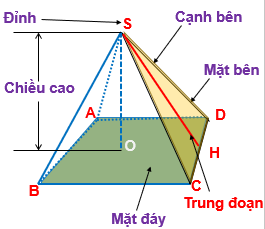 Đỉnh
S
Cạnh bên
Mặt bên
Chiều cao
A
D
O
H
B
C
Trung đoạn
Mặt đáy